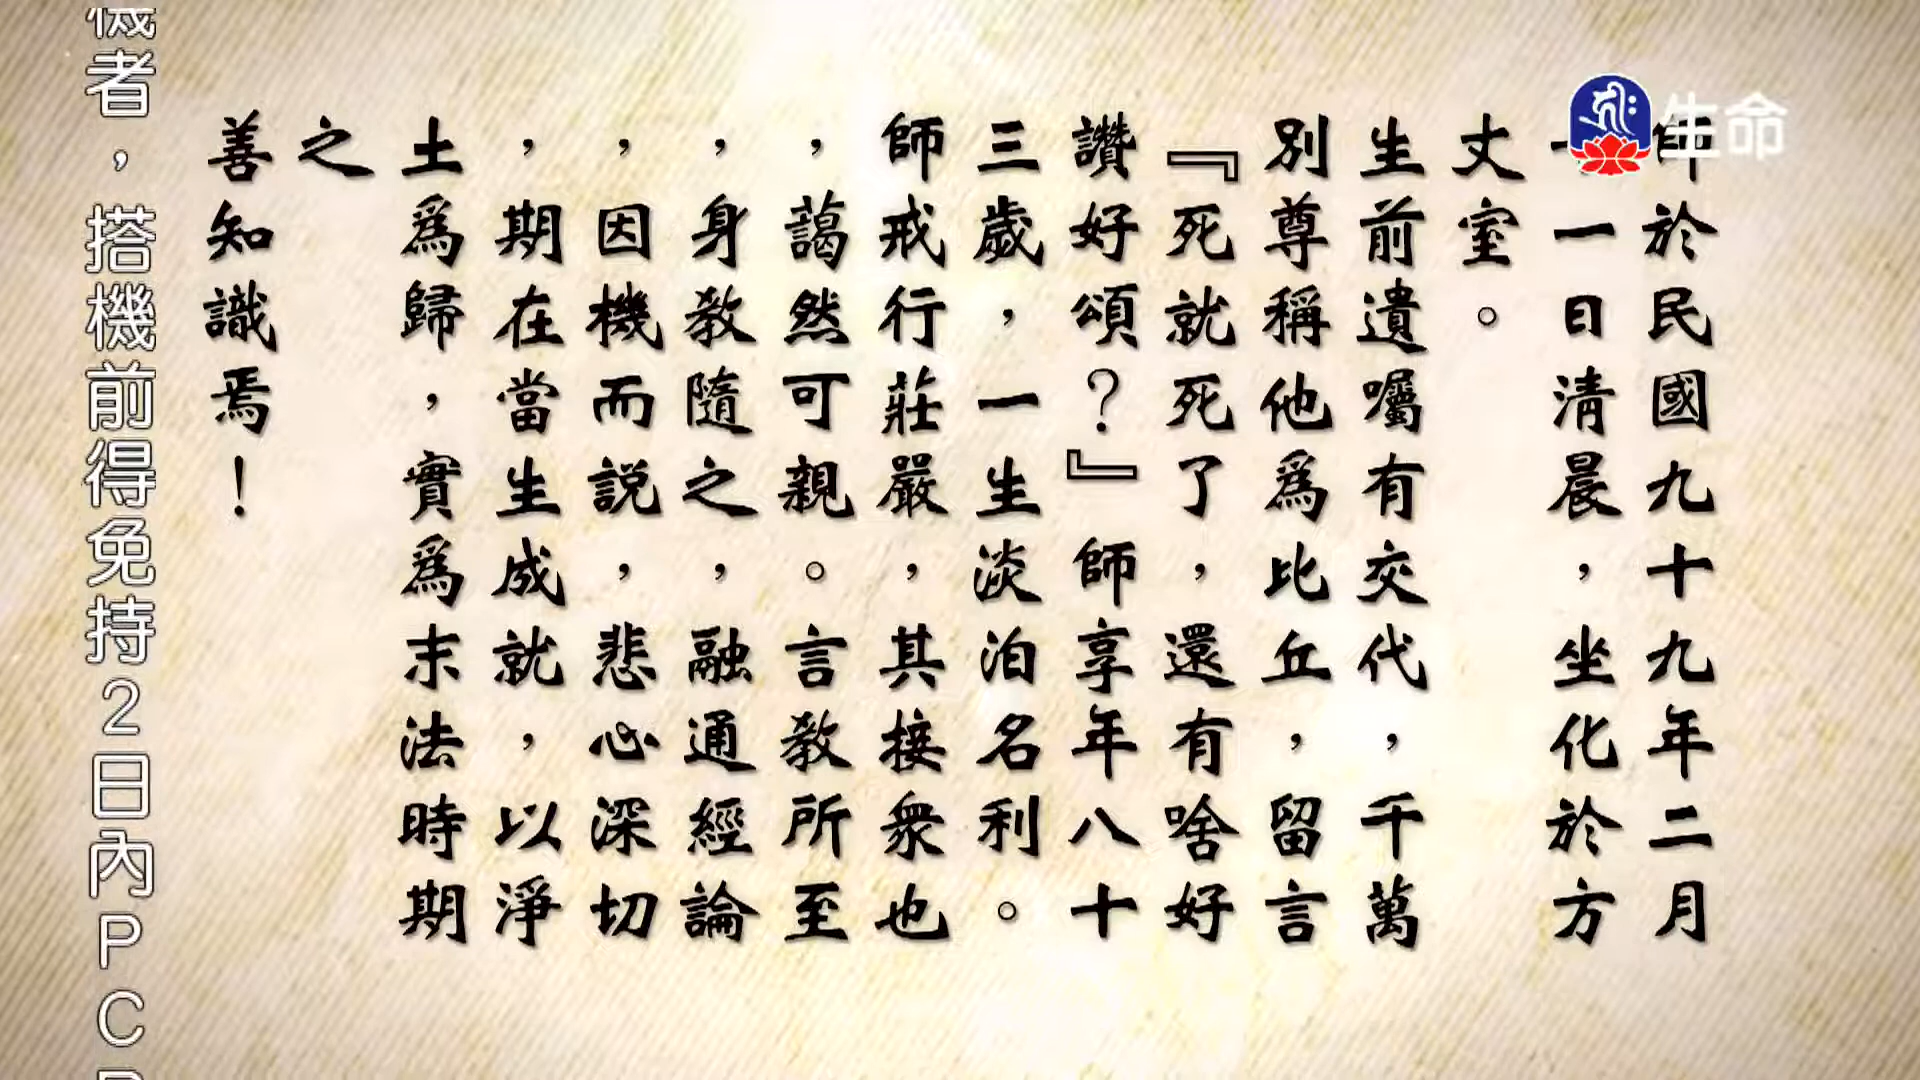 師於民國九十九年二月
一日清晨，坐化於方
丈室。
生前遺囑有交代，千萬
別尊稱他為比丘，留言
『死就死死了，還有啥好
讚好頌？』師享年八十
三歲，一生淡泊名利。
師戒行莊嚴，其接衆也
，藹然可親。言教所至
，身教隨之，融通經論
，因機而說，悲心深切
，期在當生成就，以淨
土為歸，實為末法時期
之
善知識焉！
機者，搭機前得免持2日內PC
生命